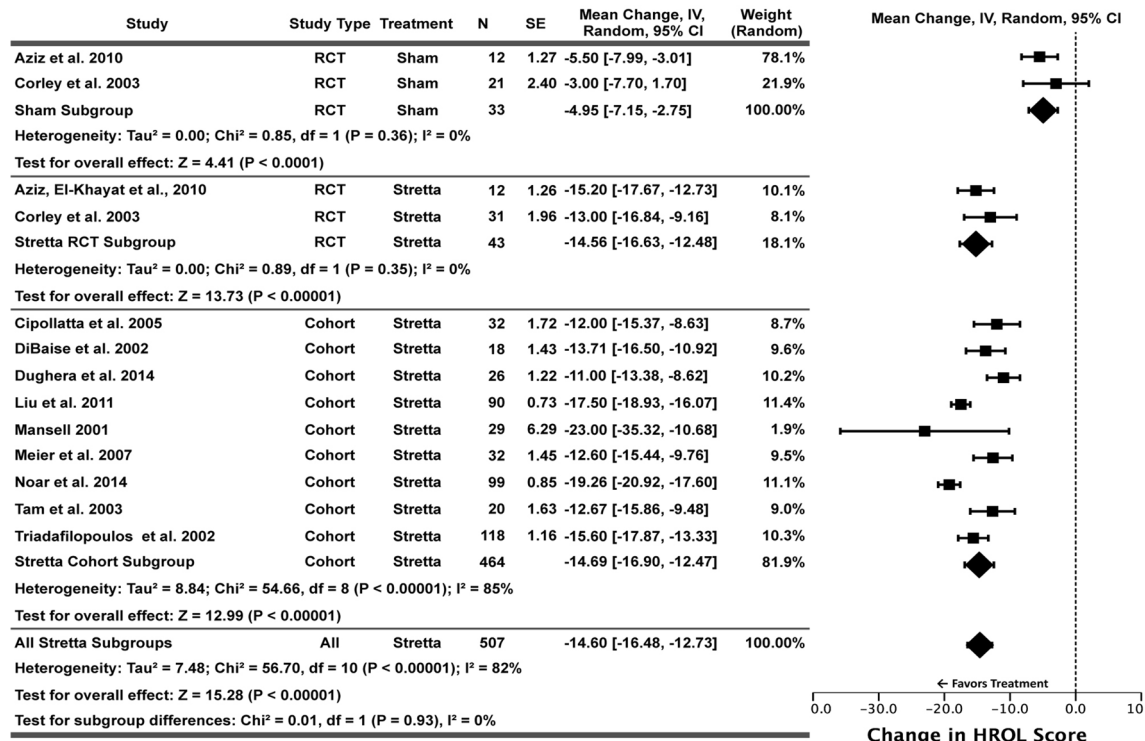 Study Study Type Treatment N SE Mean Change, IV, Random, 95% CI Weight (Random) Mean Change, IV, Random, 95% CI
Aziz et al. 2010 RCT Sham 12 1.27 -5.50 [-7.99, -3.01) 78.1%
Corley et al. 2003 RCT Sham 21 2.40 -3.00 [-7.70, 1.70] 21.9%
Sham Subgroup RCT Sham 33 -4.95 [-7.15, -2.75] 100.00%
Heterogeneity: Tau² = 0.00; Chi² = 0.85, df = 1 (P = 0.36); I² = 0%
Test for overall effect: Z = 4.41 (P < 0.0001)
Aziz, El-Khayat et al., 2010 RCT Stretta 12 1.26 -15.20 [-17.67, -12.73] 10.1%
Corley et al. 2003 RCT Stretta 31 1.96 -13.00 [-16.84, -9.16] 8.1%
Stretta RCT Subgroup RCT Stretta 43 -14.56 [-16.63, -12.48] 18.1%
Heterogeneity: Tau² = 0.00; Chi² = 0.89, df = 1 (P = 0.35); I² = 0%
Test for overall effect: Z = 13.73 (P < 0.00001)
Cipollatta et al. 2005 Cohort Stretta 32 1.72 -12.00 [-15.37, -8.63] 8.7%
DiBaise et al. 2002 Cohort Stretta 18 1.43 -13.71 [-16.50, -10.92] 9.6%
Dughera et al. 2014 Cohort Stretta 26 1.22 -11.00 [-13.38, -8.62] 10.2%
Liu et al. 2011 Cohort Stretta 90 0.73 -17.50 [-18.93, -16.07] 11.4%
Mansell 2001 Cohort Stretta 29 6.29 -23.00 [-35.32, -10.68] 1.9%
Meier et al. 2007 Cohort Stretta 32 1.45 -12.60 [-15.44, -9.76] 9.5%
Noar et al. 2014 Cohort Stretta 99 0.85 -19.26 [-20.92, -17.60] 11.1%
Tam et al. 2003 Cohort Stretta 20 1.63 -12.67 [-15.86, -9.48] 9.0%
Triadafilopoulos et al. 2002 Cohort Stretta 118 1.16 -15.60 [-17.87, -13.33] 10.3%
Stretta Cohort Subgroup Cohort Stretta 464 -14.69 [-16.90, -12.47] 81.9%
Heterogeneity: Tau² = 8.84; Chi² = 54.66, df = 8 (P < 0.00001); I² = 85%
Test for overall effect: Z = 12.99 (P < 0.00001)
All Stretta Subgroups All Stretta 507 -14.60 [-16.48, -12.73] 100.00%
Heterogeneity: Tau² = 7.48; Chi² = 56.70, df = 10 (P < 0.00001); I² = 82%
Test for overall effect: Z = 15.28 (P < 0.00001)
Test for subgroup differences: Chi² = 0.01, df = 1 (P = 0.93), I² = 0%
← Favors Treatment
0.0 -30.0 -20.0 -10.0 0.0 10
Change in HRQL Score